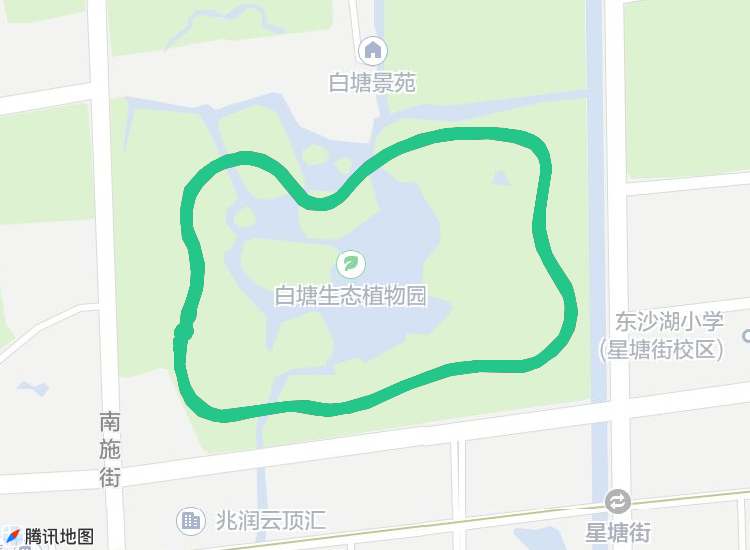 白塘景苑
白塘生态植物园
东沙湖小学
(星塘街校区)
南
施
街
兆润云顶汇
星塘街
腾讯地图